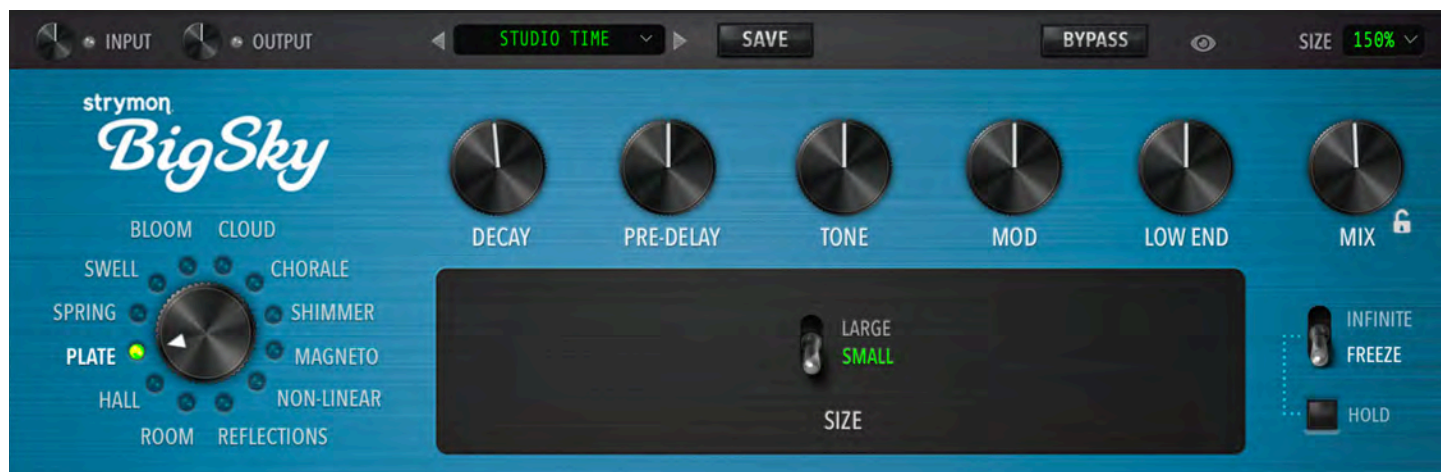 INPUT
OUTPUT
STUDIO TIME
SAVE
BYPASS
SIZE 150%
strymon
BigSky
DECAY
PRE-DELAY
TONE
MOD
LOW END
MIX
BLOOM
CLOUD
SWELL
CHORALE
SPRING
SHIMMER
PLATE
MAGNETO
HALL
NON-LINEAR
ROOM
REFLECTIONS
LARGE
SMALL
SIZE
INFINITE
FREEZE
HOLD